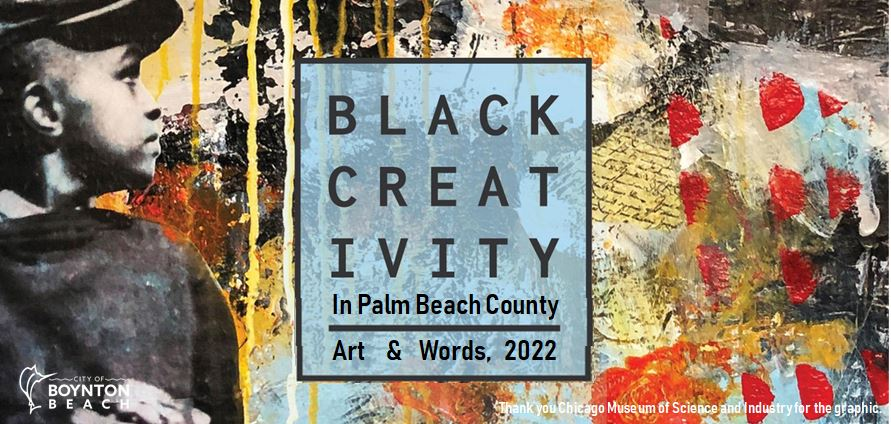 BLACK
CREAT
IVITY
In Palm Beach County
Art & Words, 2022
CITY OF
BOYNTON
BEACH
Thank you Chicago Museum of Science and Industry for the graphic.